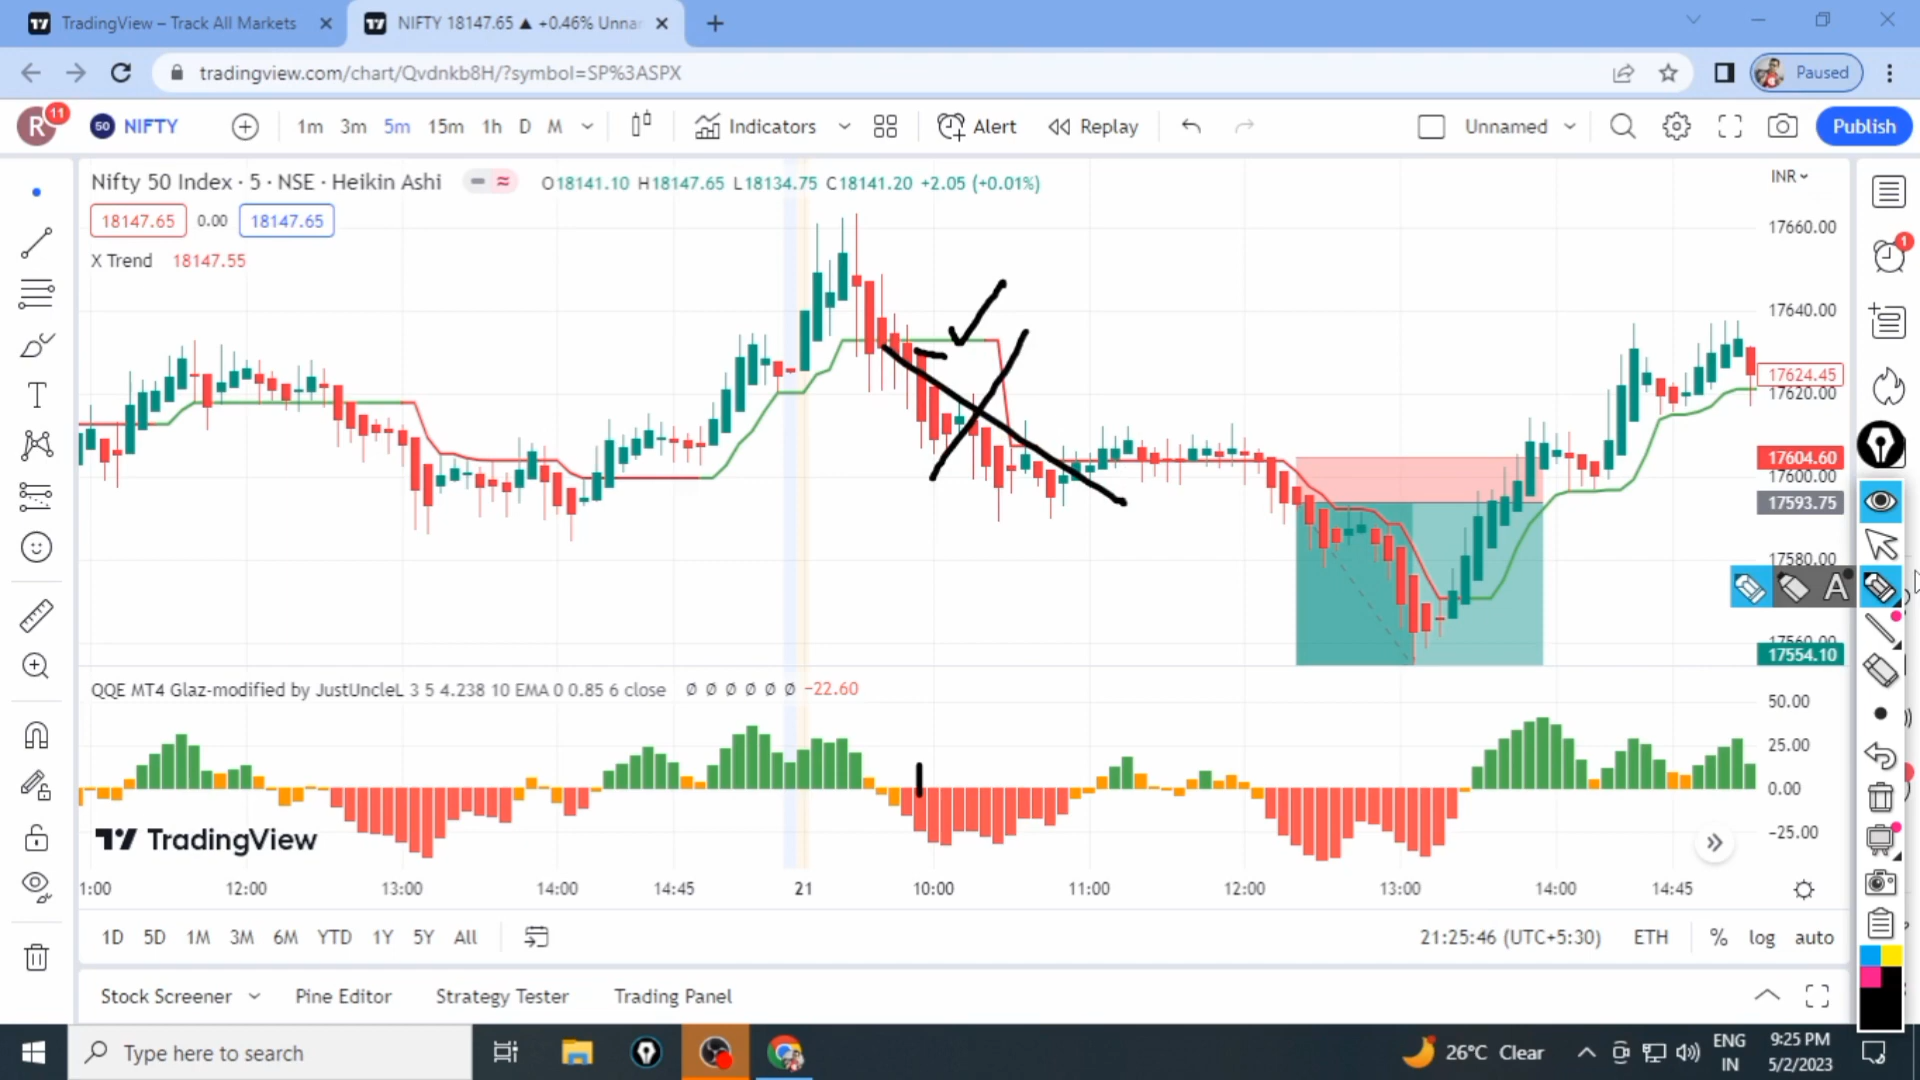 TradingView – Track All Markets
NIFTY 18147.65 ▲ +0.46% Unna
tradingview.com/chart/Qvdnkb8H/?symbol=SP%3ASPX
Paused
R 11
50 NIFTY
1m 3m 5m 15m 1h D M
Indicators
Alert
Replay
Unnamed
Publish
Nifty 50 Index · 5 · NSE · Heikin Ashi
O18141.10 H18147.65 L18134.75 C18141.20 +2.05 (+0.01%)
INR
18147.65 0.00 18147.65
X Trend 18147.55
17660.00
17640.00
17624.45
17620.00
17604.60
17600.00
17593.75
17580.00
17560.00
17554.10
1
A
QQE MT4 Glaz-modified by JustUncleL 3 5 4.238 10 EMA 0 0.85 6 close ∅ ∅ ∅ ∅ ∅ ∅ −22.60
50.00
25.00
0.00
−25.00
TradingView
1:00 12:00 13:00 14:00 14:45 21 10:00 11:00 12:00 13:00 14:00 14:45
1D 5D 1M 3M 6M YTD 1Y 5Y All
21:25:46 (UTC+5:30) ETH % log auto
Stock Screener Pine Editor Strategy Tester Trading Panel
Type here to search
26°C Clear
ENG
IN
9:25 PM
5/2/2023